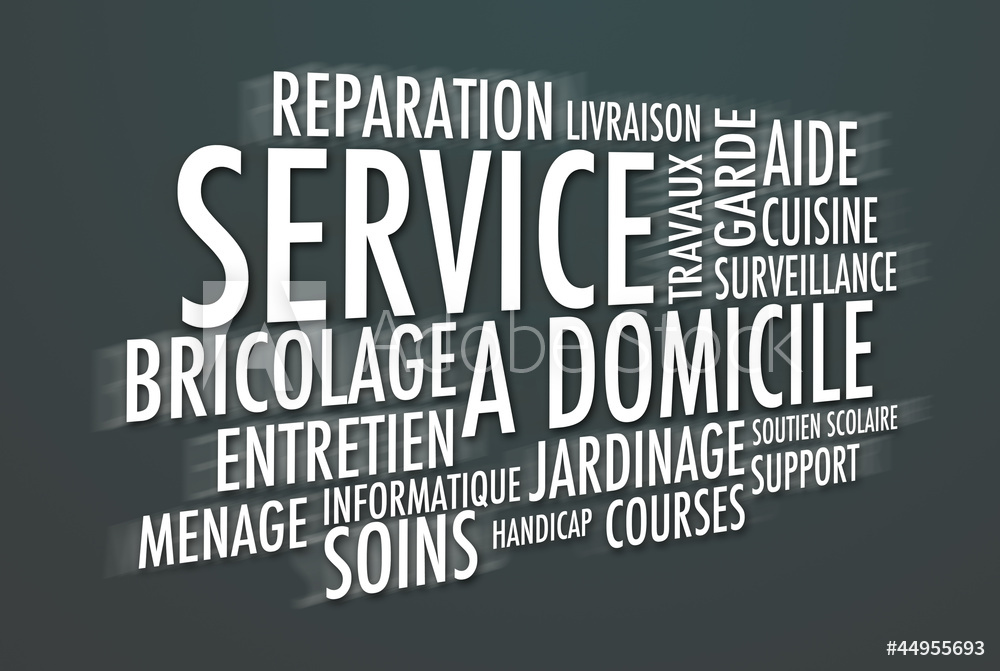 REPARATION
LIVRAISON
SERVICE
TRAVAUX
GARDE
AIDE
CUISINE
SURVEILLANCE
BRICOLAGE
A DOMICILE
ENTRETIEN
JARDINAGE
SOUTIEN SCOLAIRE
SUPPORT
MENAGE
INFORMATIQUE
SOINS
HANDICAP
COURSES
Adobe Stock
#44955693